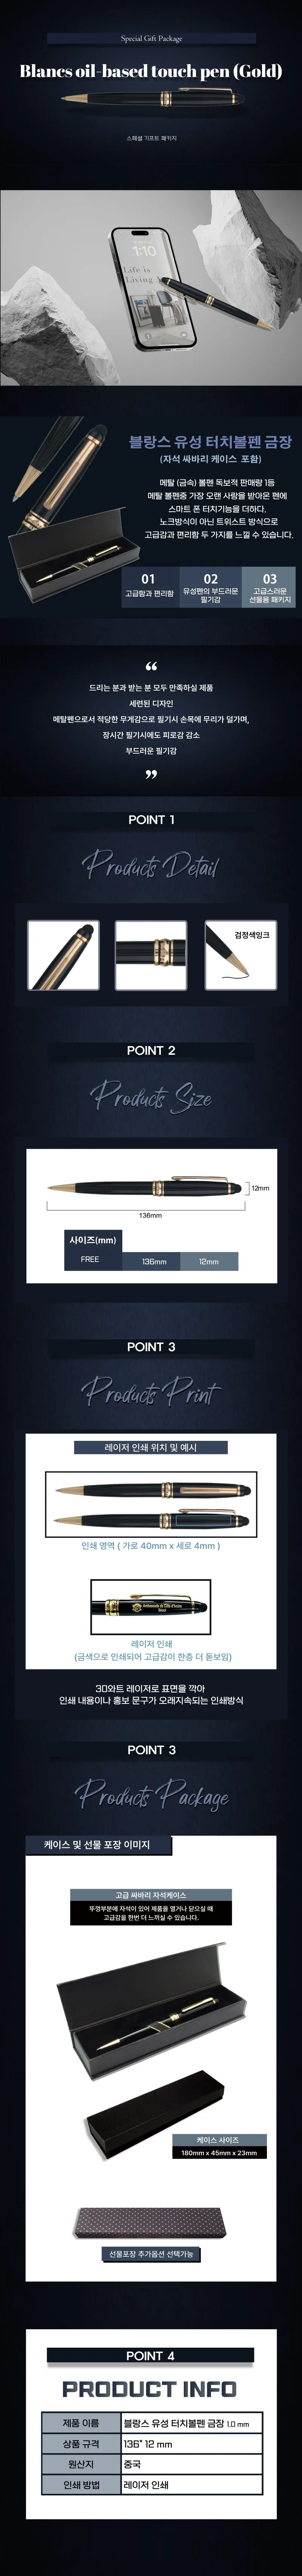 Special Gift Package
Blancs oil-based touch pen (Gold)
스페셜 기프트 패키지
1:10
Life is
Living
블랑스 유성 터치볼펜 금장
(자석 싸바리 케이스 포함)
메탈 (금속) 볼펜 독보적 판매량 1등
메탈 볼펜중 가장 오랜 사랑을 받아온 펜에
스마트 폰 터치기능을 더하다.
노크방식이 아닌 트위스트 방식으로
고급감과 편리함 두 가지를 느낄 수 있습니다.
01
고급함과 편리함
02
유성펜의 부드러운
필기감
03
고급스러운
선물용 패키지
“
드리는 분과 받는 분 모두 만족하실 제품
세련된 디자인
메탈펜으로서 적당한 무게감으로 필기시 손목에 무리가 덜가며,
장시간 필기시에도 피로감 감소
부드러운 필기감
”
POINT 1
Products Detail
검정색잉크
POINT 2
Products Size
12mm
136mm
사이즈(mm)
FREE 136mm 12mm
POINT 3
Products Print
레이저 인쇄 위치 및 예시
인쇄 영역 ( 가로 40mm x 세로 4mm )
레이저 인쇄
(금색으로 인쇄되어 고급감이 한층 더 돋보임)
30와트 레이저로 표면을 깍아
인쇄 내용이나 홍보 문구가 오래지속되는 인쇄방식
POINT 3
Products Package
케이스 및 선물 포장 이미지
고급 싸바리 자석케이스
뚜껑부분에 자석이 있어 제품을 열거나 닫으실 때
고급감을 한번 더 느끼실 수 있습니다.
케이스 사이즈
180mm x 45mm x 23mm
선물포장 추가옵션 선택가능
POINT 4
PRODUCT INFO
제품 이름 블랑스 유성 터치볼펜 금장 1.0 mm
상품 규격 136* 12 mm
원산지 중국
인쇄 방법 레이저 인쇄